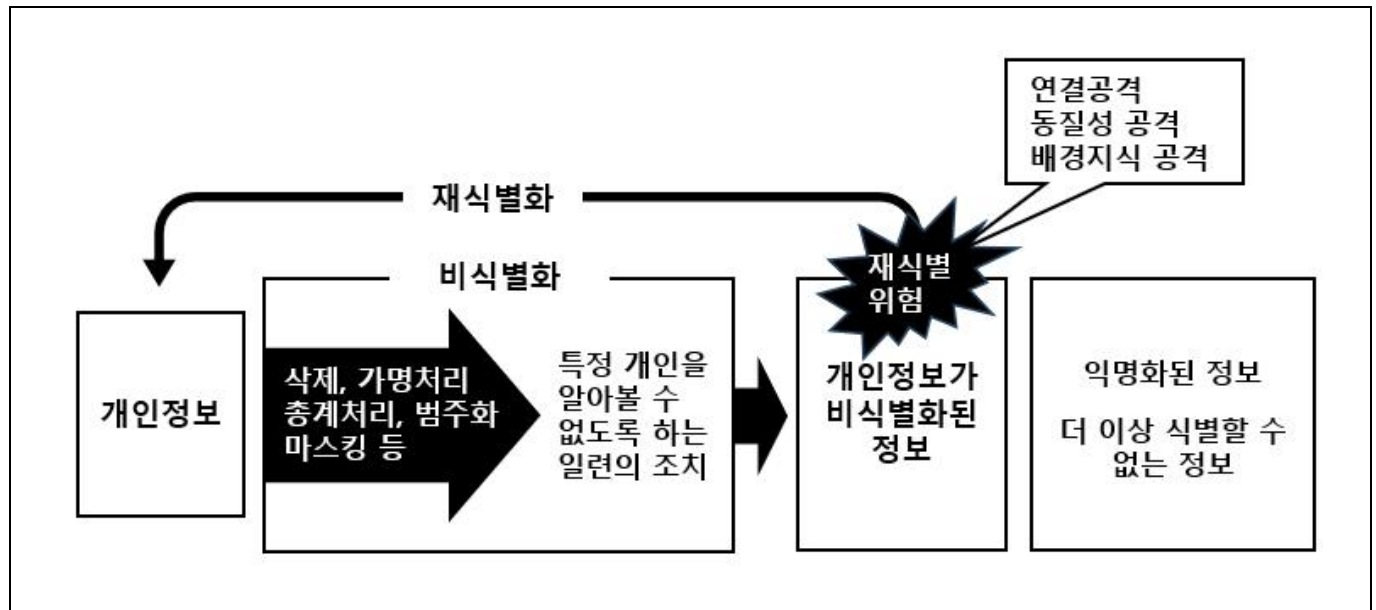 연결공격
동질성 공격
배경지식 공격
재식별화
재식별
위험
비식별화
개인정보
삭제, 가명처리
총계처리, 범주화
마스킹 등
특정 개인을
알아볼 수
없도록 하는
일련의 조치
개인정보가
비식별화된
정보
익명화된 정보
더 이상 식별할 수
없는 정보